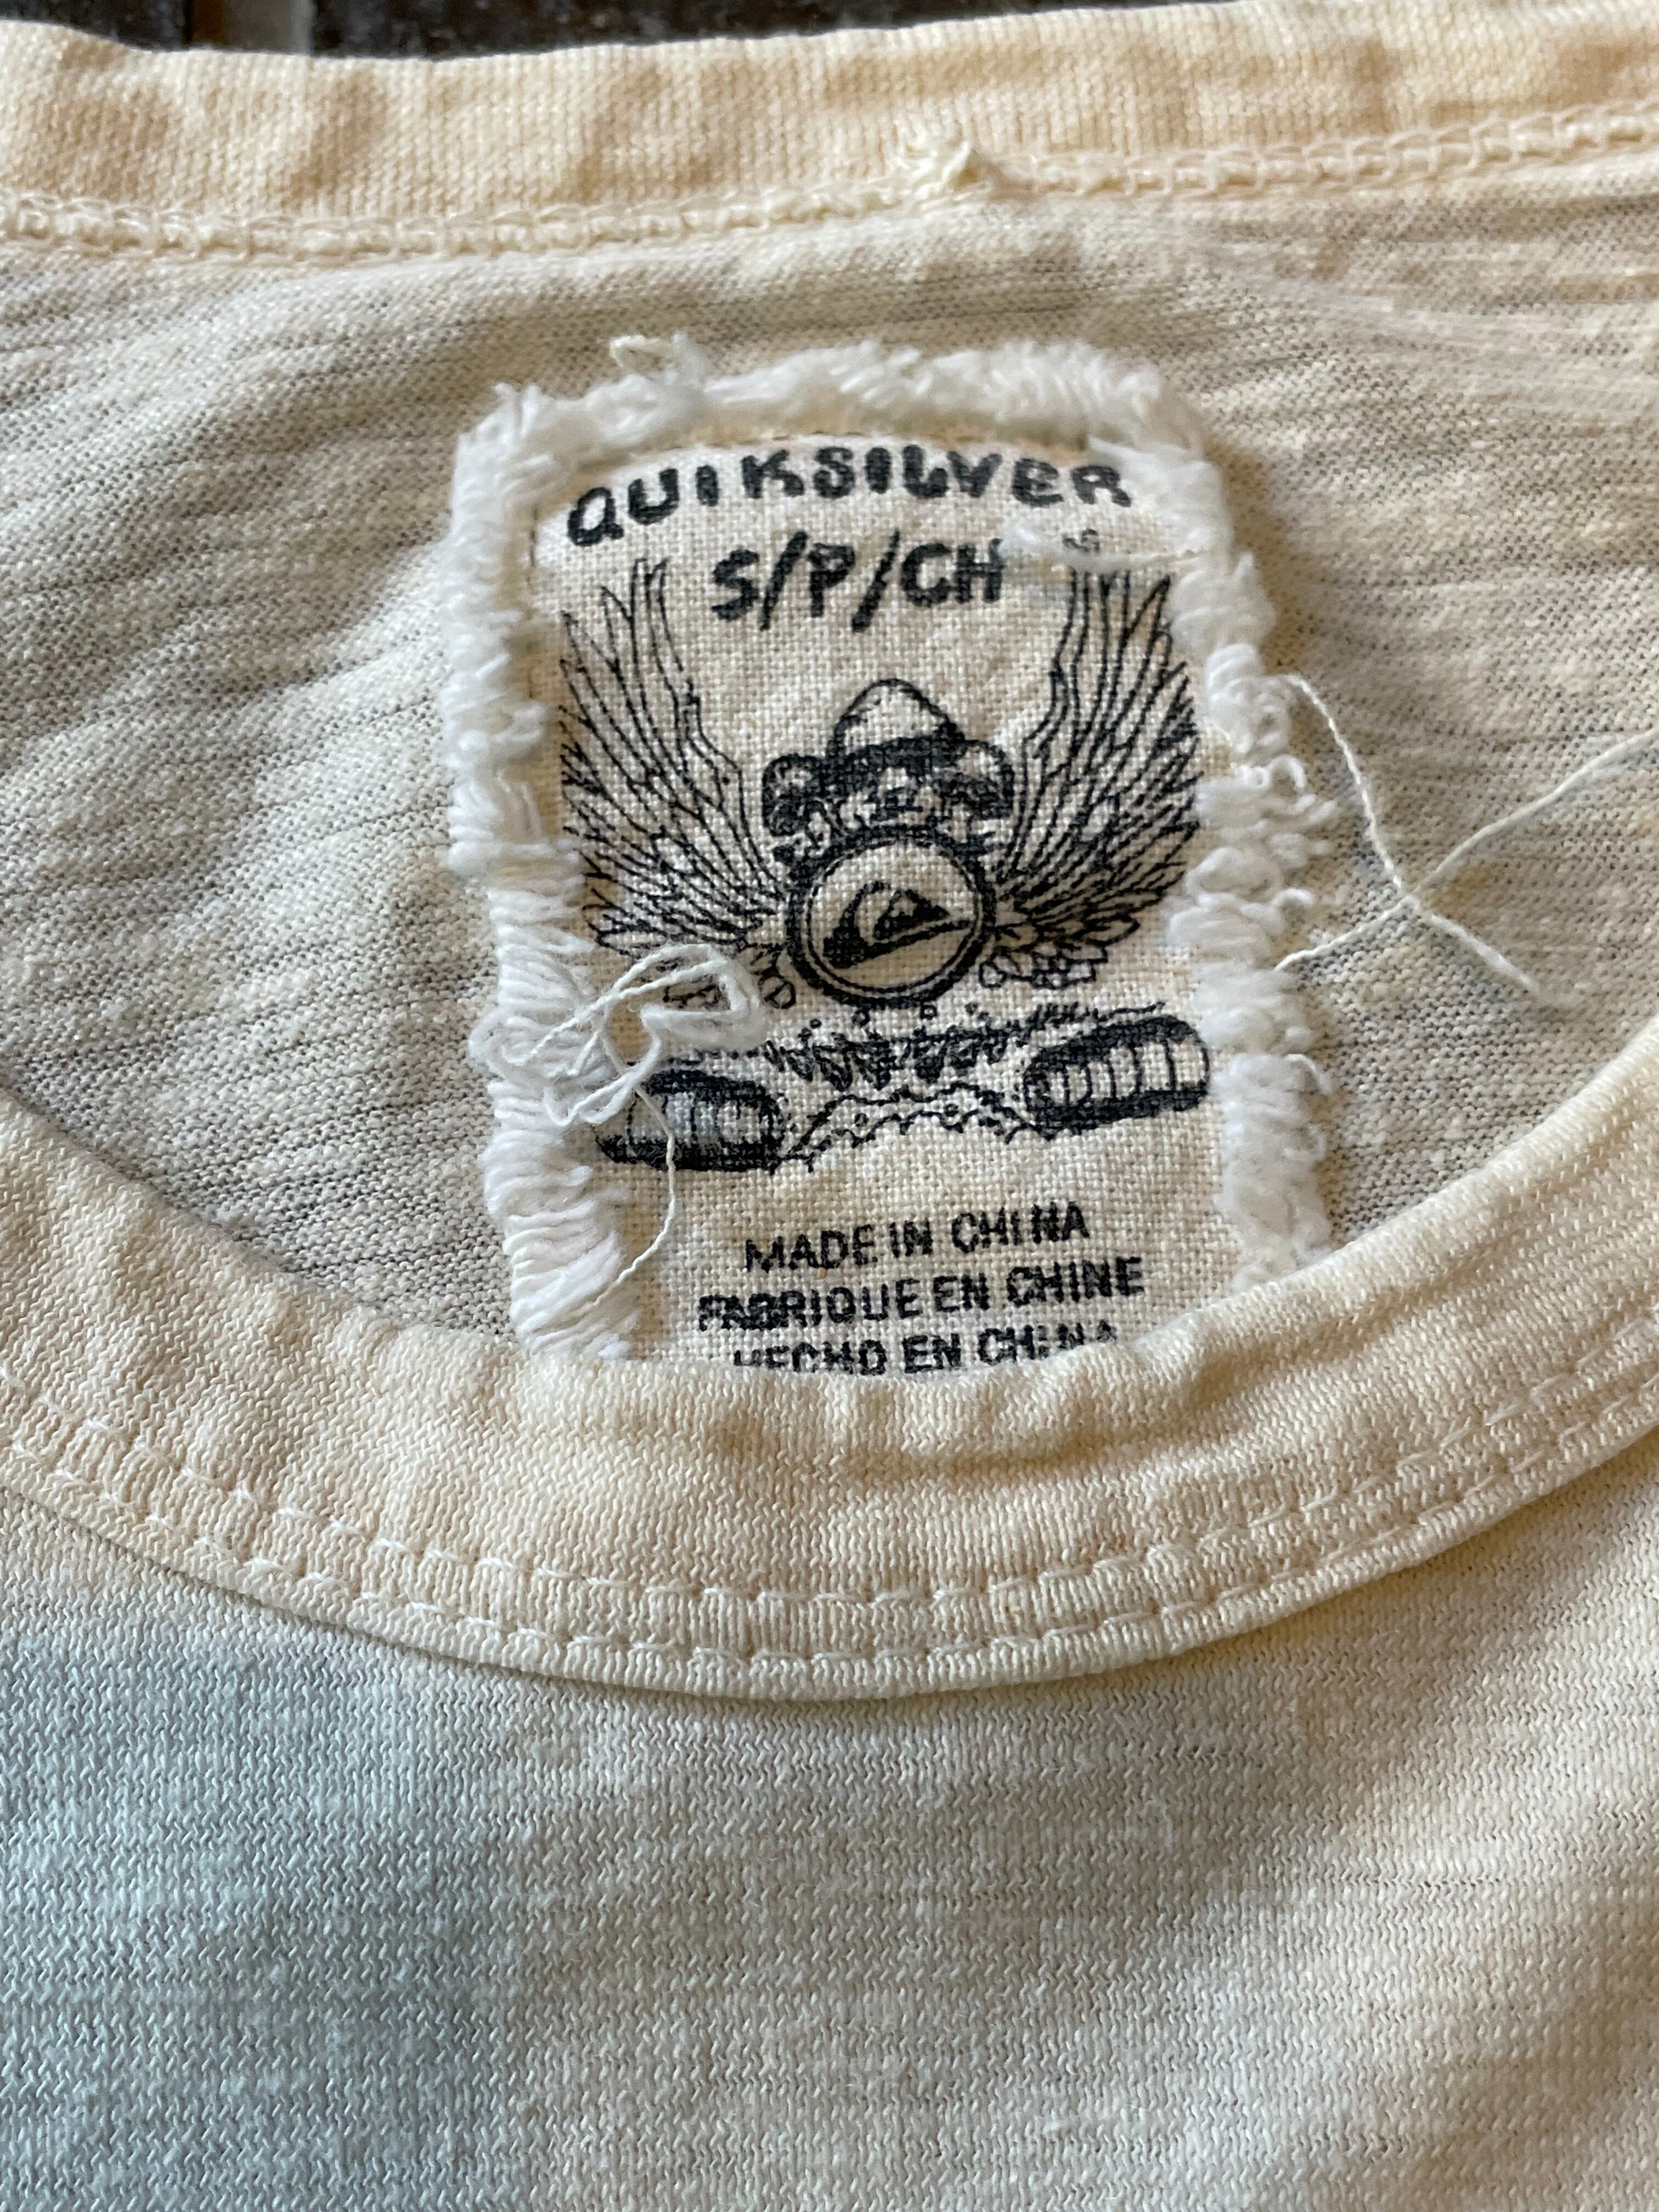 QUIKSILVER
S/P/CH
MADE IN CHINA
FABRIQUE EN CHINE
HECHO EN CHINA